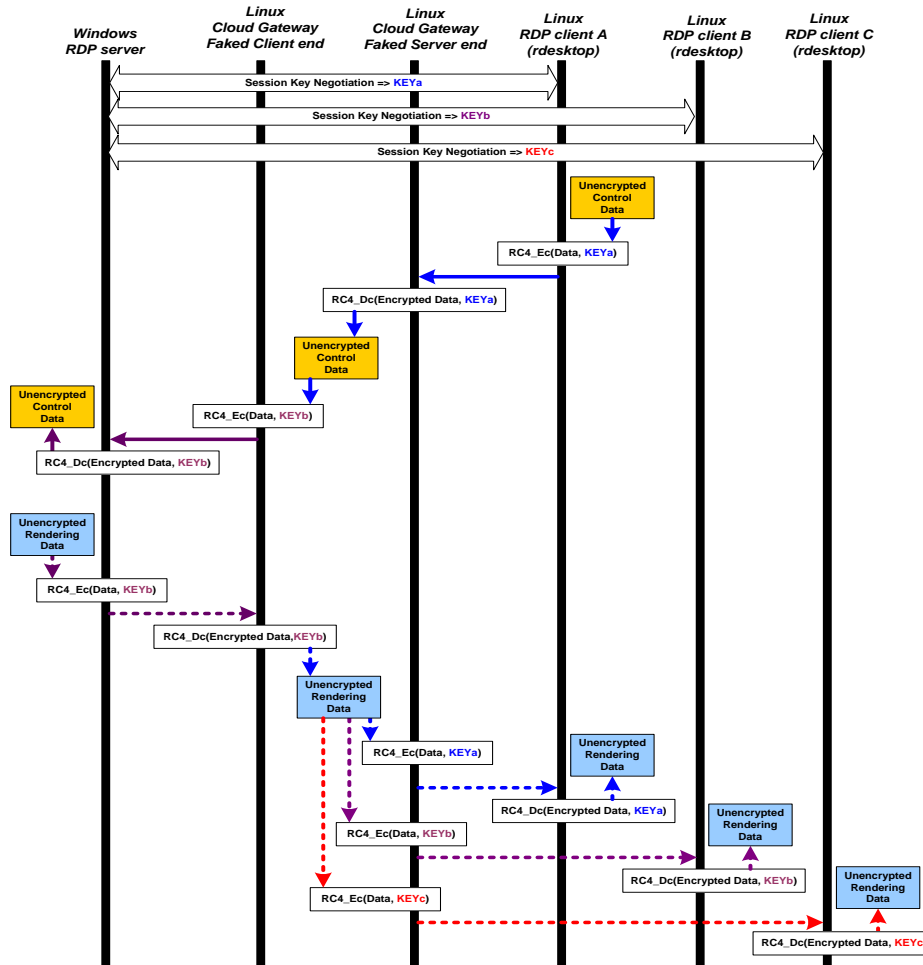 Windows
RDP server
Linux
Cloud Gateway
Faked Client end
Linux
Cloud Gateway
Faked Server end
Linux
RDP client A
(rdesktop)
Linux
RDP client B
(rdesktop)
Linux
RDP client C
(rdesktop)
Session Key Negotiation => KEYa
Session Key Negotiation => KEYb
Session Key Negotiation => KEYc
Unencrypted
Control
Data
RC4_Ec(Data, KEYa)
RC4_Dc(Encrypted Data, KEYa)
Unencrypted
Control
Data
RC4_Ec(Data, KEYb)
Unencrypted
Control
Data
RC4_Dc(Encrypted Data, KEYb)
Unencrypted
Rendering
Data
RC4_Ec(Data, KEYb)
RC4_Dc(Encrypted Data,KEYb)
Unencrypted
Rendering
Data
RC4_Ec(Data, KEYa)
Unencrypted
Rendering
Data
RC4_Dc(Encrypted Data, KEYa)
RC4_Ec(Data, KEYb)
Unencrypted
Rendering
Data
RC4_Dc(Encrypted Data, KEYb)
RC4_Ec(Data, KEYc)
Unencrypted
Rendering
Data
RC4_Dc(Encrypted Data, KEYc